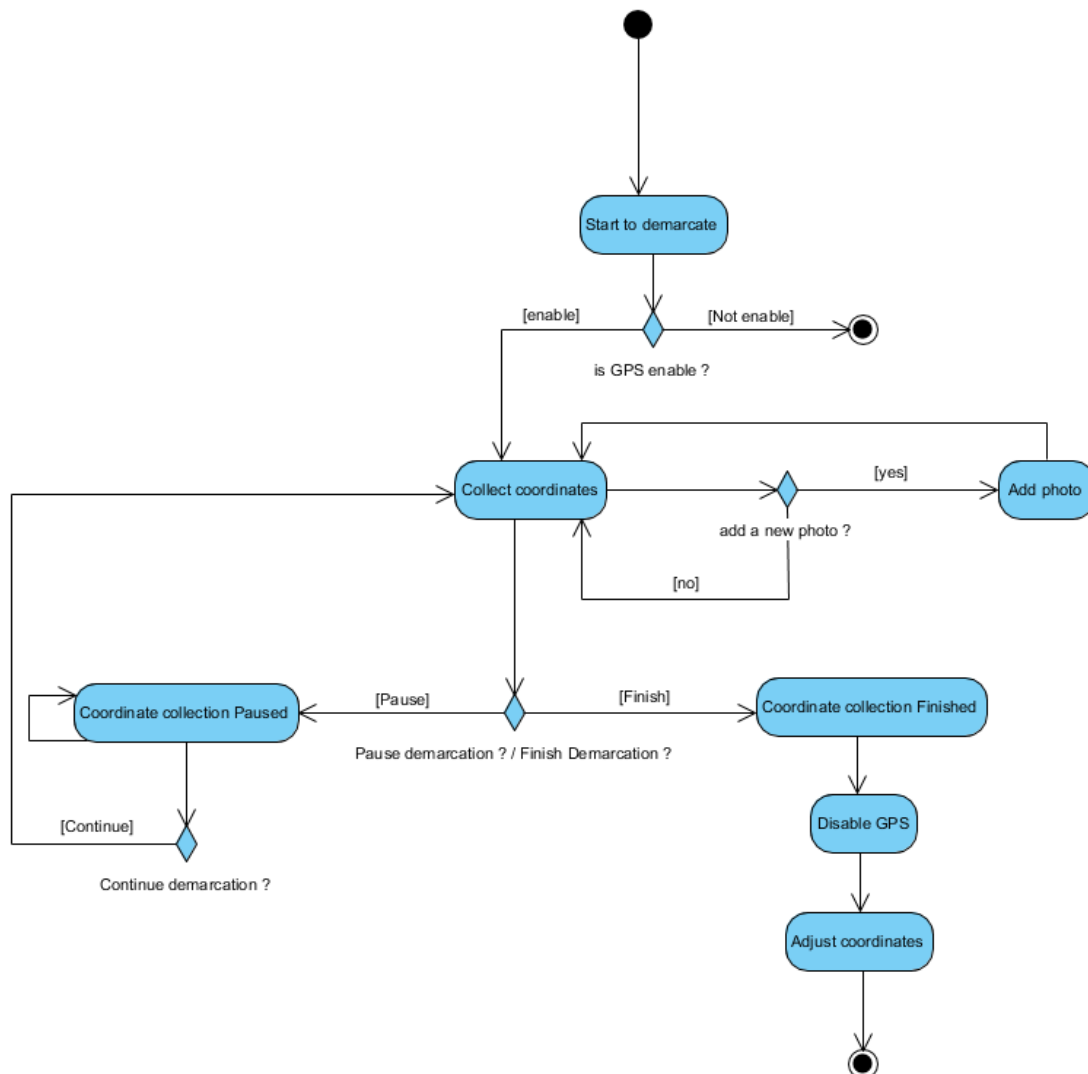 Start to demarcate
[enable]
[Not enable]
is GPS enable ?
Collect coordinates
[yes]
Add photo
add a new photo ?
[no]
Coordinate collection Paused
[Pause]
[Finish]
Coordinate collection Finished
Pause demarcation ? / Finish Demarcation ?
Disable GPS
[Continue]
Continue demarcation ?
Adjust coordinates